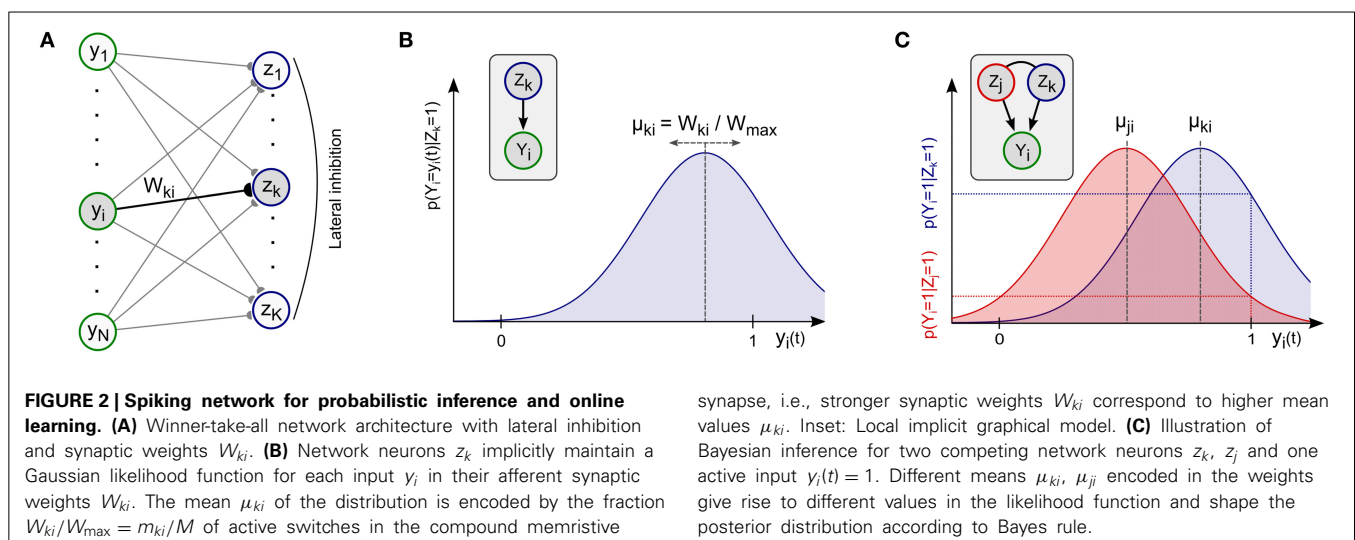 A
y1
yi
yN
Wki
z1
zk
zK
Lateral inhibition
B
p(Yi=yi(t)|Zk=1)
Zk
Yi
μki = Wki / Wmax
0
1
yi(t)
C
p(Yi=1|Zk=1)
p(Yi=1|Zj=1)
Zj
Zk
Yi
μji
μki
0
1
yi(t)
FIGURE 2 | Spiking network for probabilistic inference and online
learning. (A) Winner-take-all network architecture with lateral inhibition
and synaptic weights Wki. (B) Network neurons zk implicitly maintain a
Gaussian likelihood function for each input yi in their afferent synaptic
weights Wki. The mean μki of the distribution is encoded by the fraction
Wki/Wmax = mki/M of active switches in the compound memristive
synapse, i.e., stronger synaptic weights Wki correspond to higher mean
values μki. Inset: Local implicit graphical model. (C) Illustration of
Bayesian inference for two competing network neurons zk, zj and one
active input yi(t) = 1. Different means μki, μji encoded in the weights
give rise to different values in the likelihood function and shape the
posterior distribution according to Bayes rule.